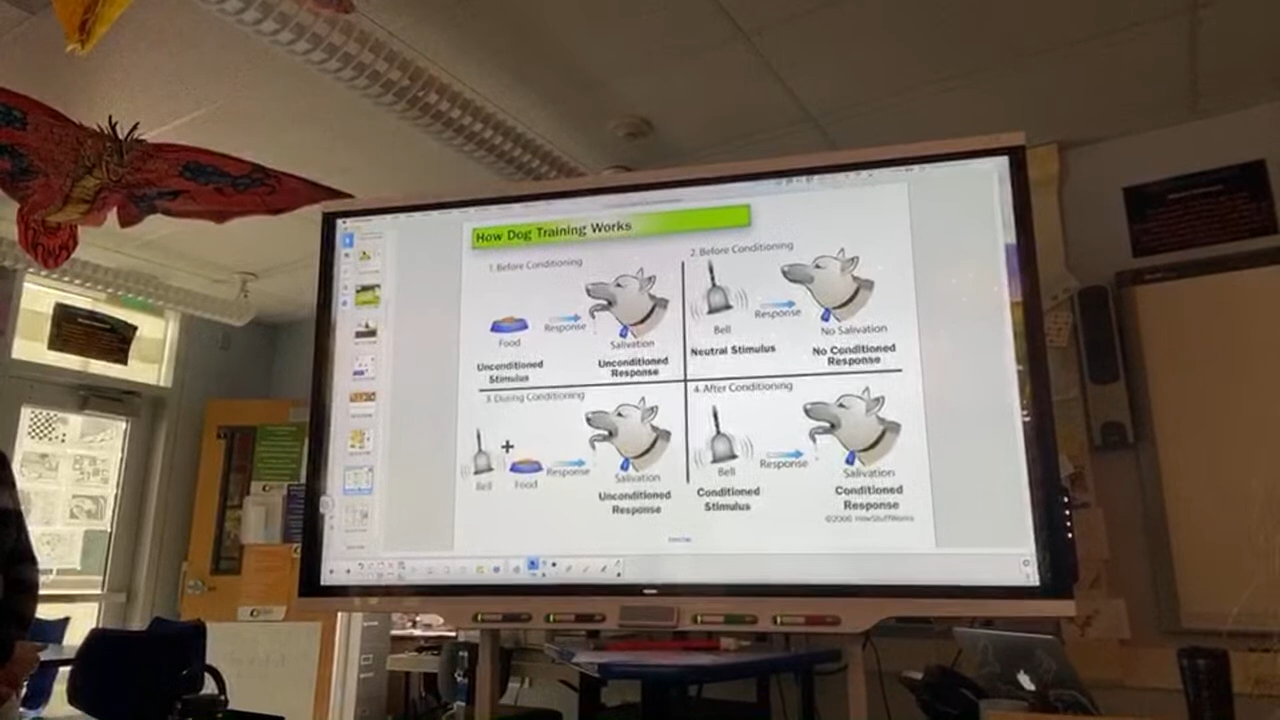 How Dog Training Works
1. Before Conditioning
Food
Response
Salivation
Unconditioned
Stimulus
Unconditioned
Response
2. Before Conditioning
Bell
Response
No Salivation
Neutral Stimulus
No Conditioned
Response
3. During Conditioning
+
Bell
Food
Response
Salivation
Unconditioned
Response
4. After Conditioning
Bell
Response
Salivation
Conditioned
Stimulus
Conditioned
Response